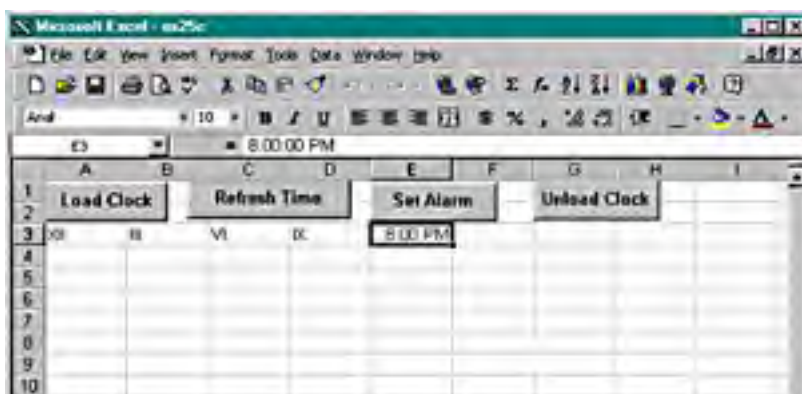 Microsoft Excel - ex25c
File Edit View Insert Format Tools Data Window Help
Arial 10 B I U $ % ,
E3 = 8:00:00 PM
A B C D E F G H I
1 Load Clock Refresh Time Set Alarm Unload Clock
2
3 XII III VI IX 8:00 PM
4
5
6
7
8
9
10